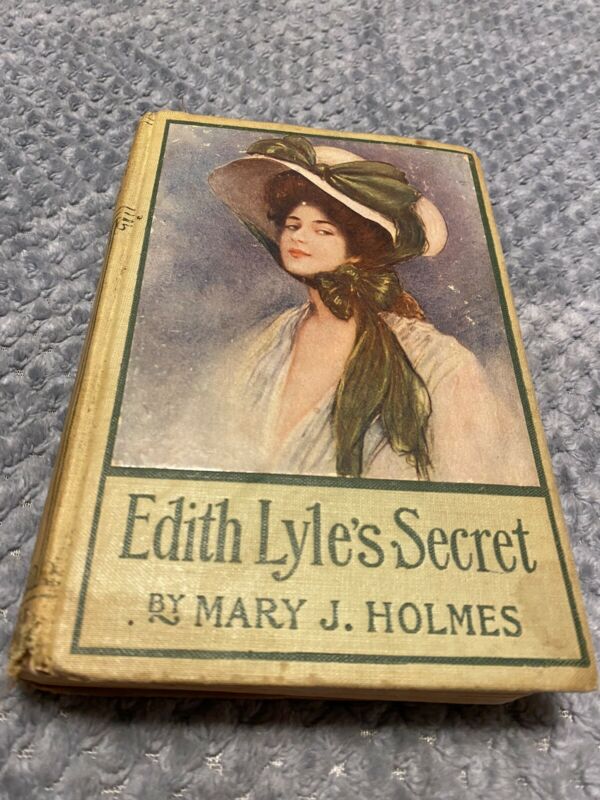 Edith Lyle's Secret
BY MARY J. HOLMES